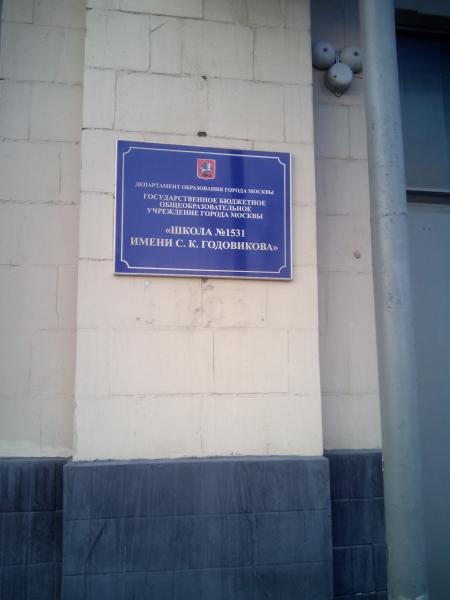 ДЕПАРТАМЕНТ ОБРАЗОВАНИЯ ГОРОДА МОСКВЫ
ГОСУДАРСТВЕННОЕ БЮДЖЕТНОЕ
ОБЩЕОБРАЗОВАТЕЛЬНОЕ
УЧРЕЖДЕНИЕ ГОРОДА МОСКВЫ
«ШКОЛА №1531
ИМЕНИ С. К. ГОДОВИКОВА»